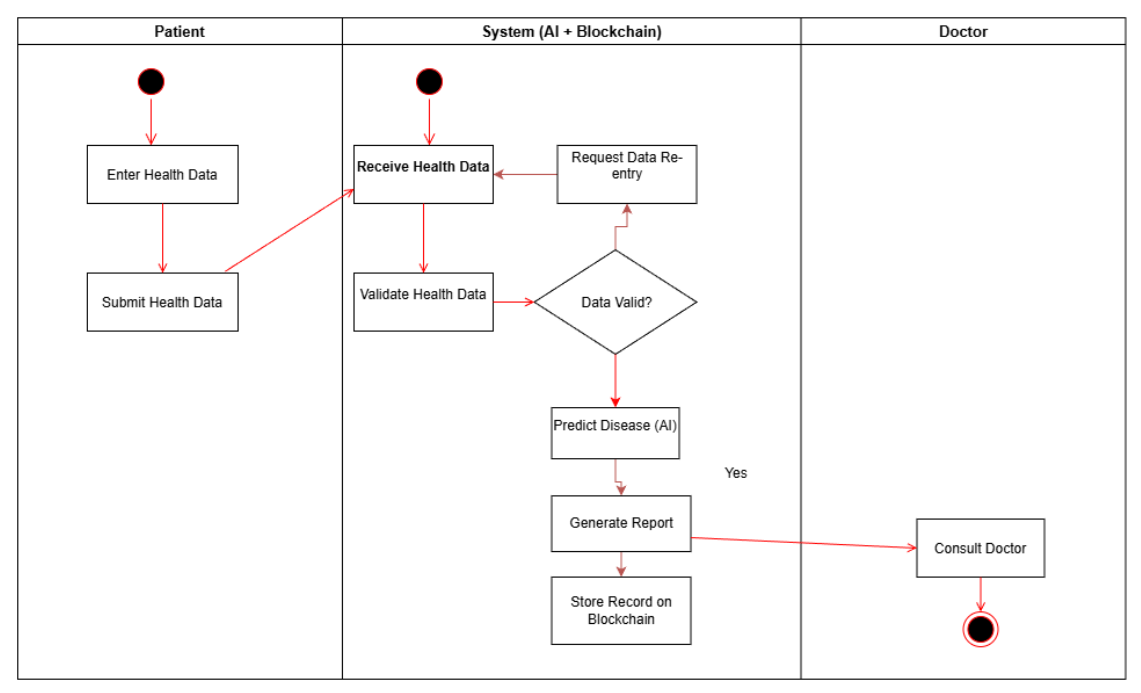 Patient
System (AI + Blockchain)
Doctor
Enter Health Data
Receive Health Data
Request Data Re-
entry
Submit Health Data
Validate Health Data
Data Valid?
Predict Disease (AI)
Yes
Generate Report
Consult Doctor
Store Record on
Blockchain